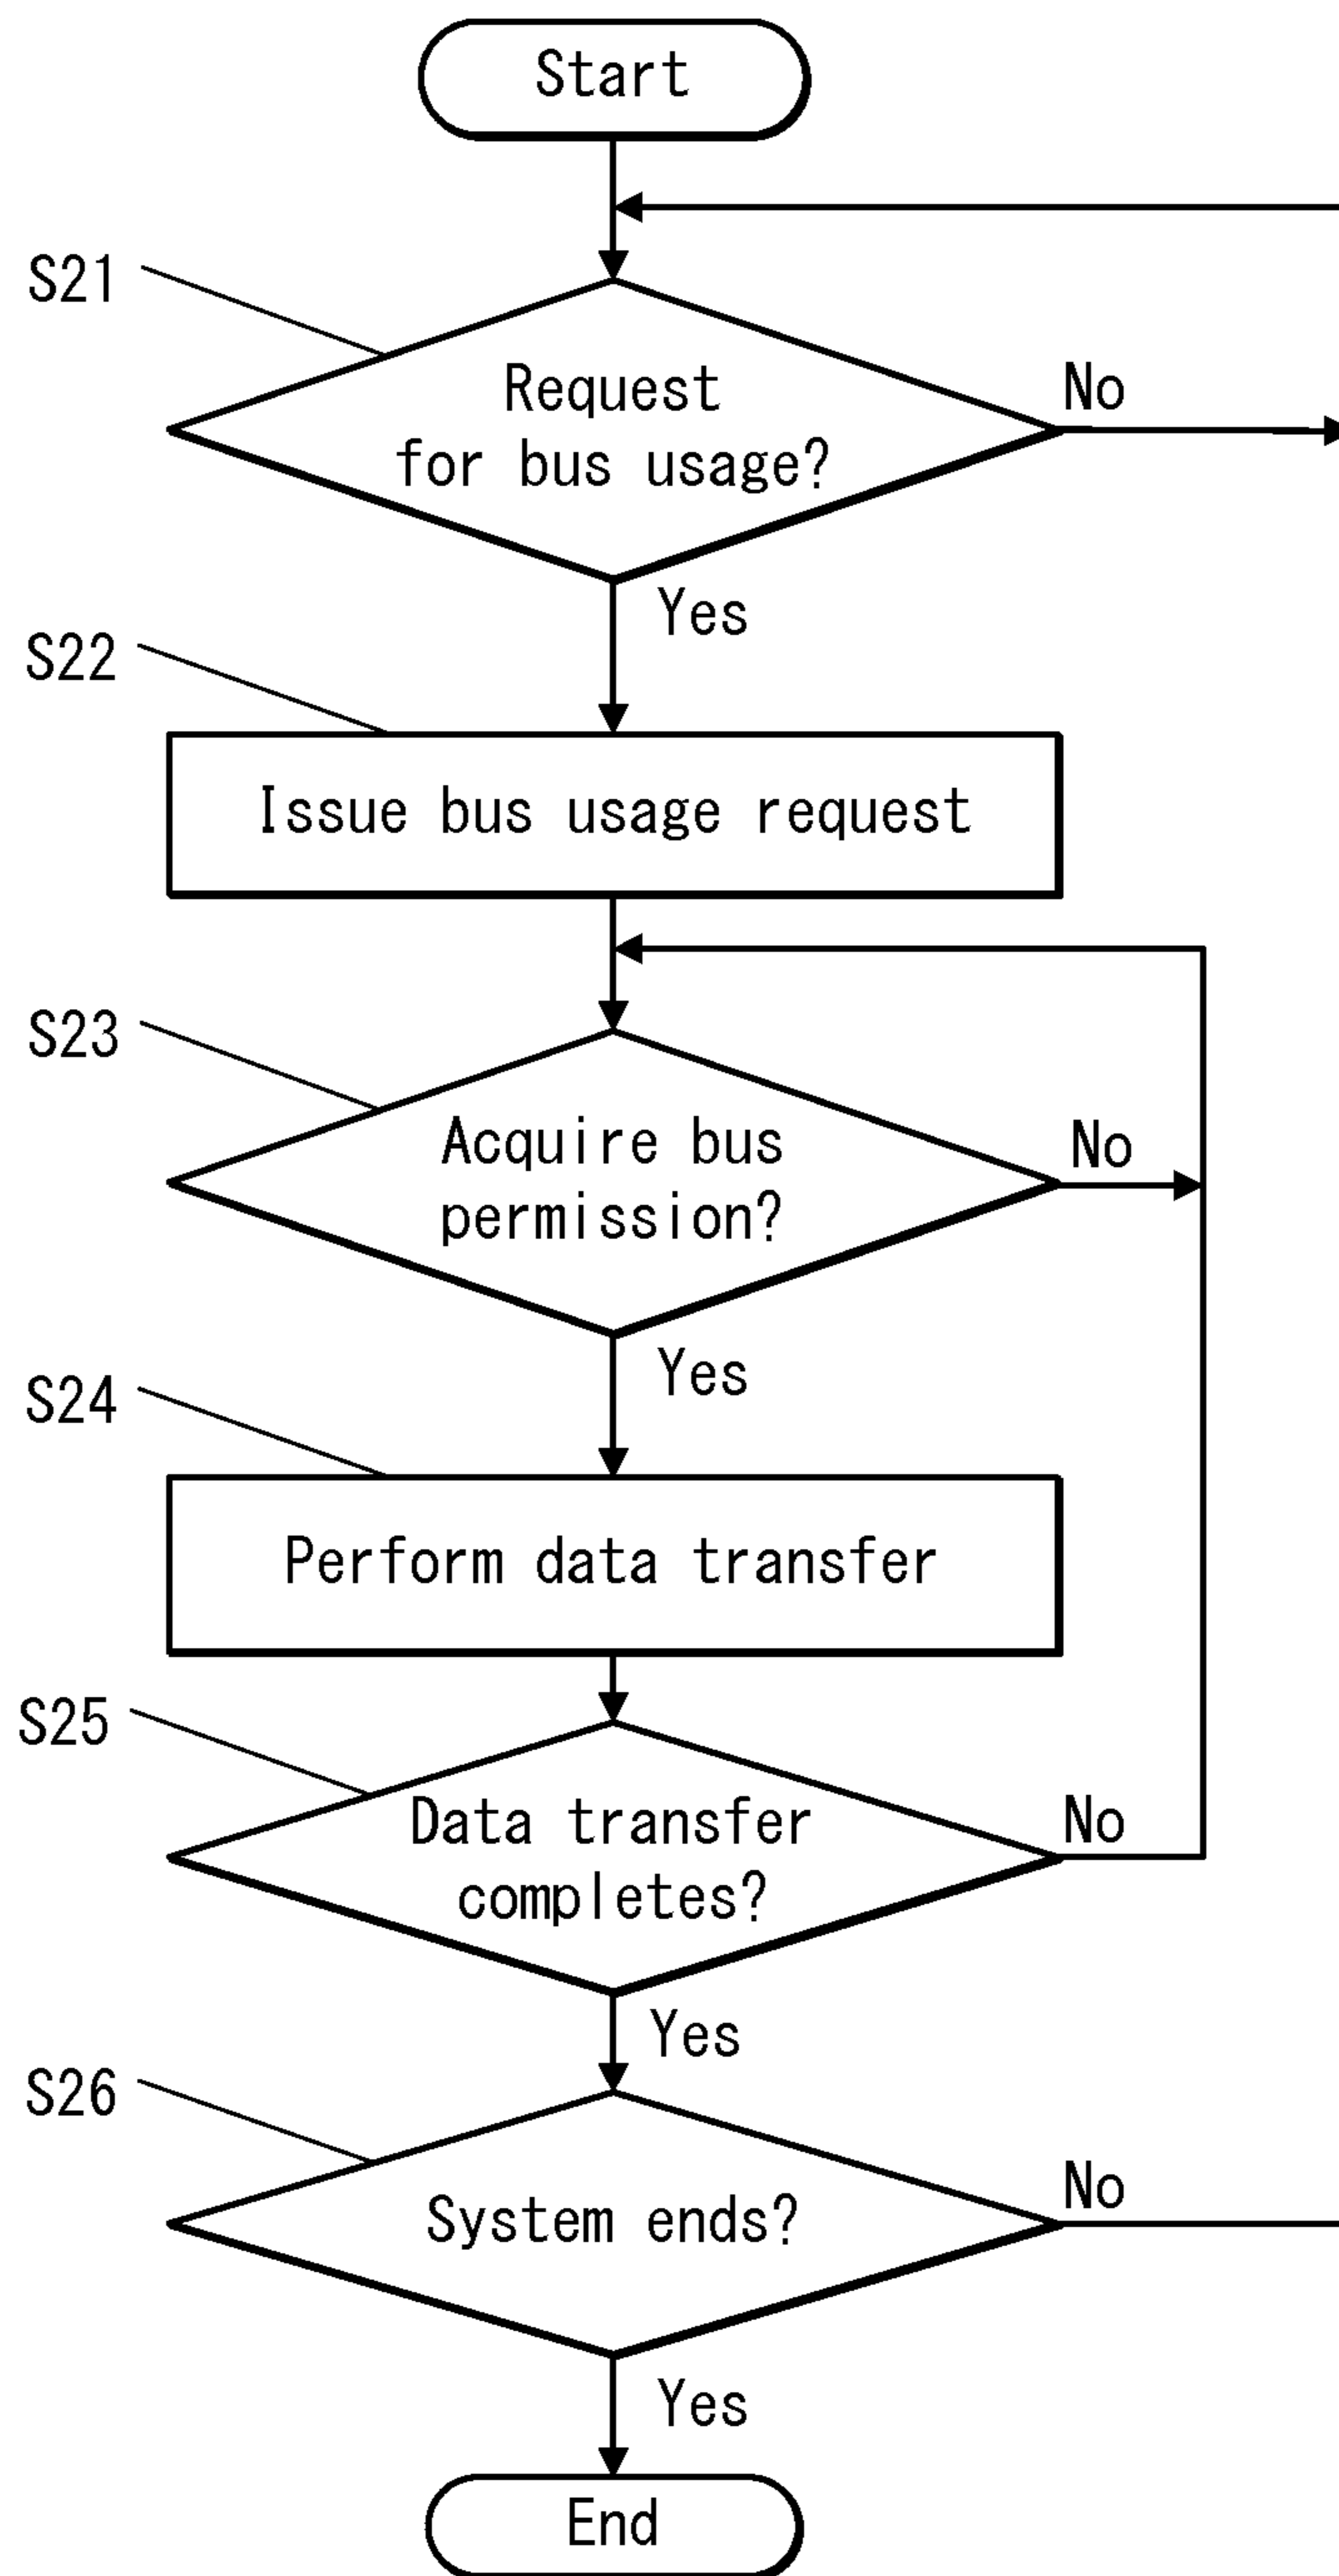 Start
S21
Request
for bus usage?
No
Yes
S22
Issue bus usage request
S23
Acquire bus
permission?
No
Yes
S24
Perform data transfer
S25
Data transfer
completes?
No
Yes
S26
System ends?
No
Yes
End